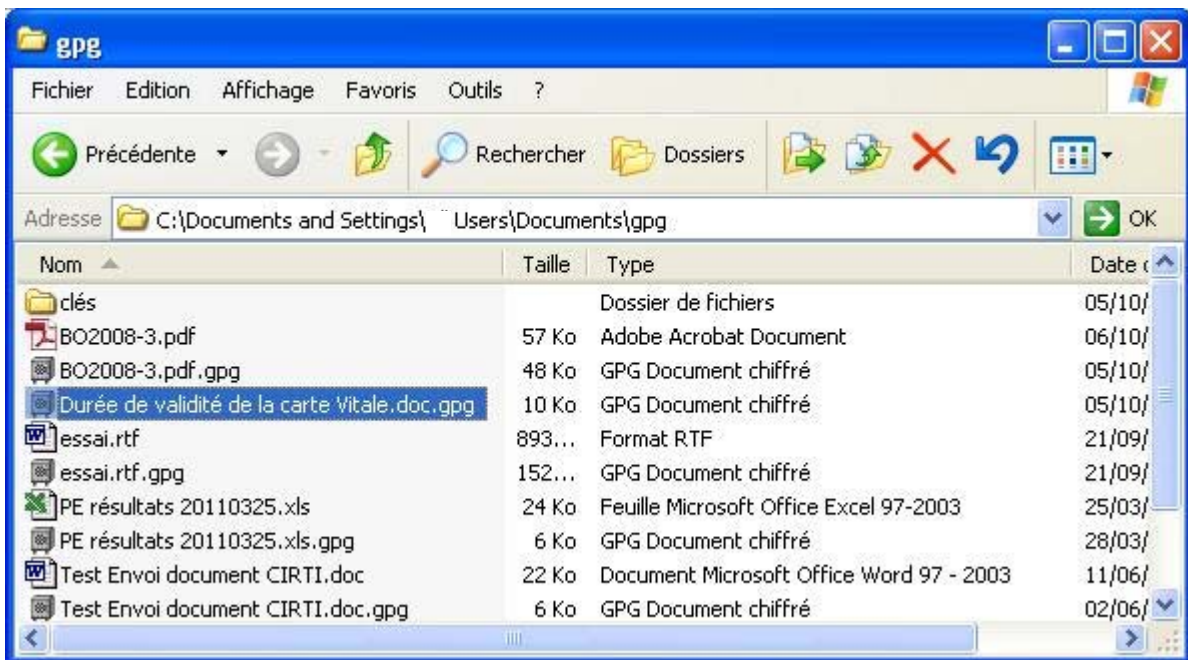 gpg
Fichier Edition Affichage Favoris Outils ?
Précédente Rechercher Dossiers
Adresse C:\Documents and Settings\ Users\Documents\gpg OK
Nom Taille Type Date
clés Dossier de fichiers 05/10/
BO2008-3.pdf 57 Ko Adobe Acrobat Document 06/10/
BO2008-3.pdf.gpg 48 Ko GPG Document chiffré 05/10/
Durée de validité de la carte Vitale.doc.gpg 10 Ko GPG Document chiffré 05/10/
essai.rtf 893... Format RTF 21/09/
essai.rtf.gpg 152... GPG Document chiffré 21/09/
PE résultats 20110325.xls 24 Ko Feuille Microsoft Office Excel 97-2003 25/03/
PE résultats 20110325.xls.gpg 6 Ko GPG Document chiffré 28/03/
Test Envoi document CIRTI.doc 22 Ko Document Microsoft Office Word 97 - 2003 11/06/
Test Envoi document CIRTI.doc.gpg 6 Ko GPG Document chiffré 02/06/